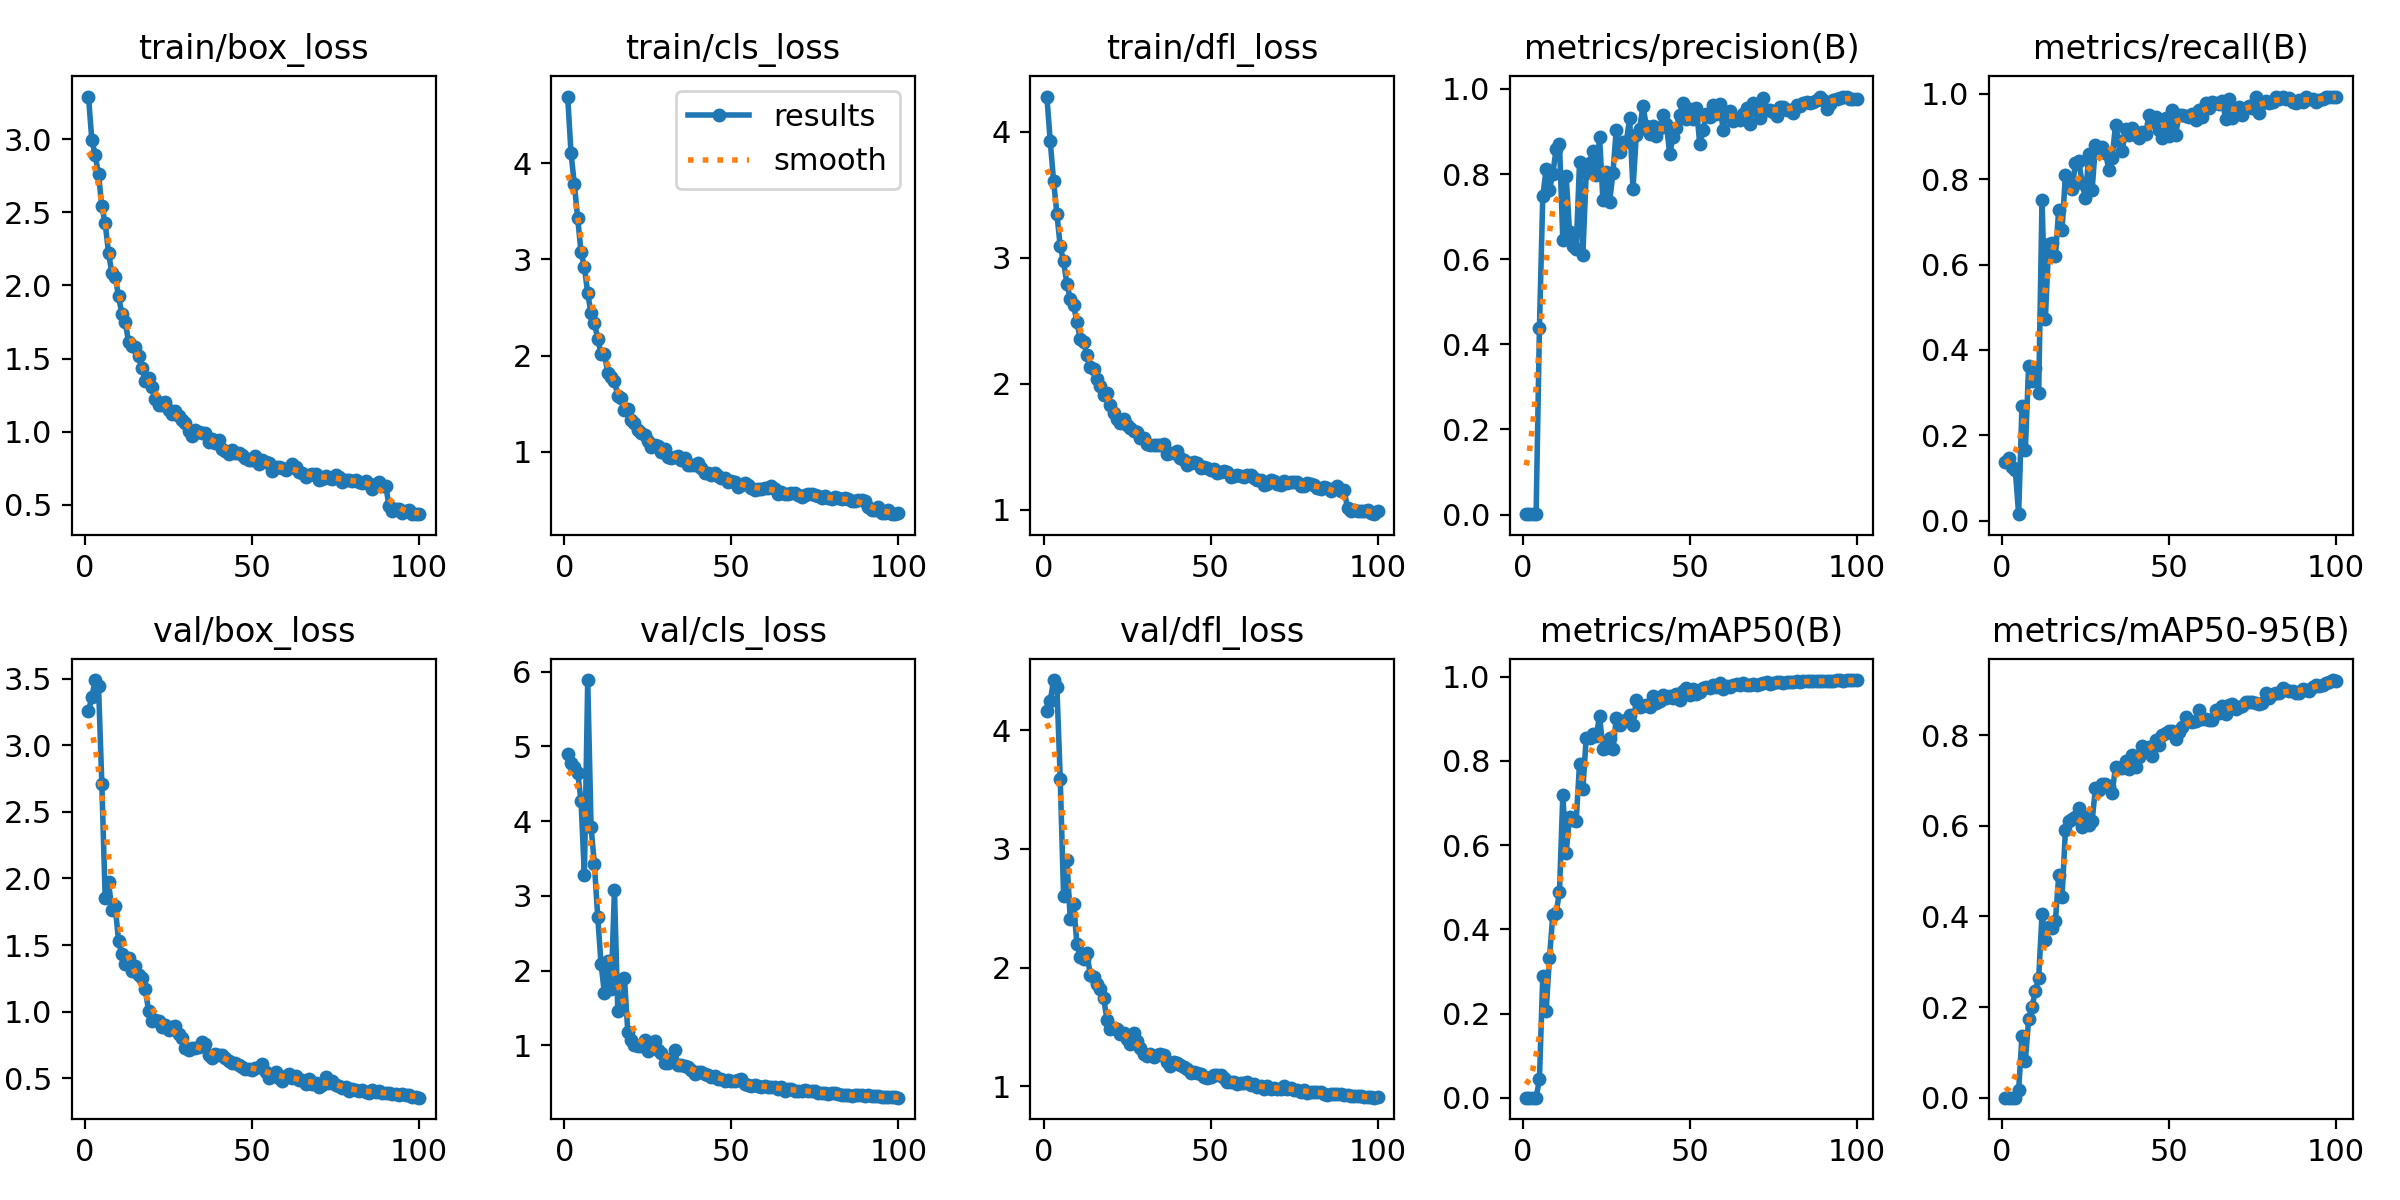 train/box_loss
train/cls_loss
train/dfl_loss
metrics/precision(B)
metrics/recall(B)
results
smooth
3.0
2.5
2.0
1.5
1.0
0.5
0 50 100
4
3
2
1
0 50 100
4
3
2
1
0 50 100
1.0
0.8
0.6
0.4
0.2
0.0
0 50 100
1.0
0.8
0.6
0.4
0.2
0.0
0 50 100
val/box_loss
val/cls_loss
val/dfl_loss
metrics/mAP50(B)
metrics/mAP50-95(B)
3.5
3.0
2.5
2.0
1.5
1.0
0.5
0 50 100
6
5
4
3
2
1
0 50 100
4
3
2
1
0 50 100
1.0
0.8
0.6
0.4
0.2
0.0
0 50 100
0.8
0.6
0.4
0.2
0.0
0 50 100